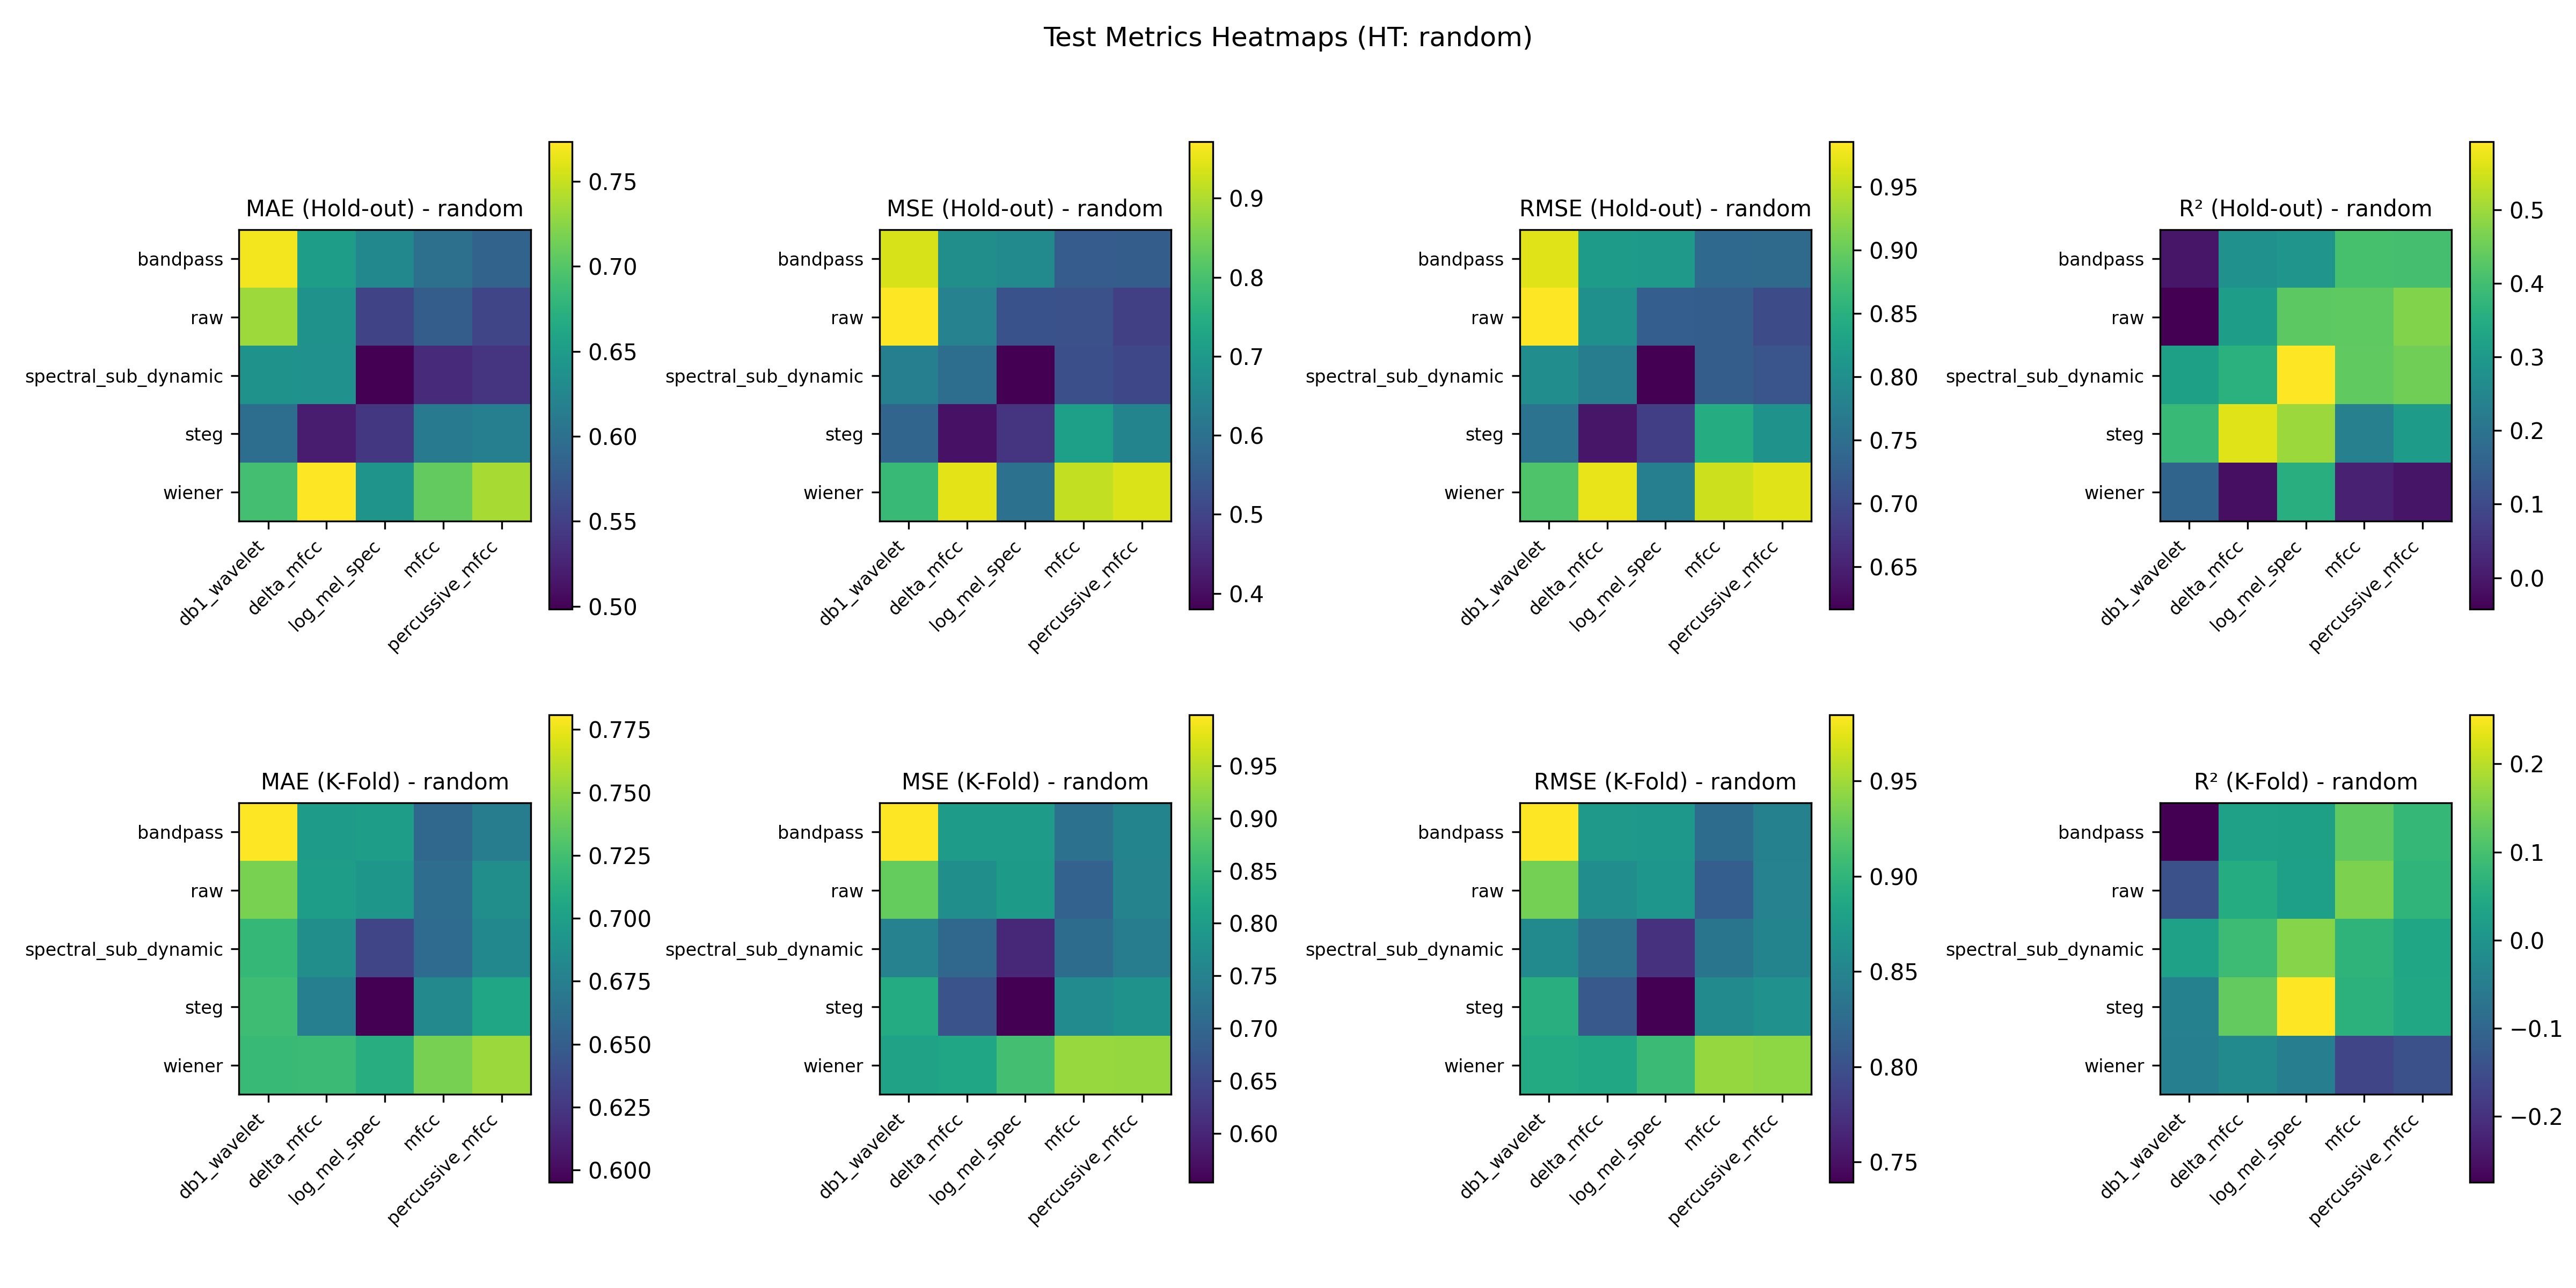 Test Metrics Heatmaps (HT: random)
MAE (Hold-out) - random
bandpass
raw
spectral_sub_dynamic
steg
wiener
db1_wavelet
delta_mfcc
log_mel_spec
mfcc
percussive_mfcc
0.75
0.70
0.65
0.60
0.55
0.50
MSE (Hold-out) - random
bandpass
raw
spectral_sub_dynamic
steg
wiener
db1_wavelet
delta_mfcc
log_mel_spec
mfcc
percussive_mfcc
0.9
0.8
0.7
0.6
0.5
0.4
RMSE (Hold-out) - random
bandpass
raw
spectral_sub_dynamic
steg
wiener
db1_wavelet
delta_mfcc
log_mel_spec
mfcc
percussive_mfcc
0.95
0.90
0.85
0.80
0.75
0.70
0.65
R² (Hold-out) - random
bandpass
raw
spectral_sub_dynamic
steg
wiener
db1_wavelet
delta_mfcc
log_mel_spec
mfcc
percussive_mfcc
0.5
0.4
0.3
0.2
0.1
0.0
MAE (K-Fold) - random
bandpass
raw
spectral_sub_dynamic
steg
wiener
db1_wavelet
delta_mfcc
log_mel_spec
mfcc
percussive_mfcc
0.775
0.750
0.725
0.700
0.675
0.650
0.625
0.600
MSE (K-Fold) - random
bandpass
raw
spectral_sub_dynamic
steg
wiener
db1_wavelet
delta_mfcc
log_mel_spec
mfcc
percussive_mfcc
0.95
0.90
0.85
0.80
0.75
0.70
0.65
0.60
RMSE (K-Fold) - random
bandpass
raw
spectral_sub_dynamic
steg
wiener
db1_wavelet
delta_mfcc
log_mel_spec
mfcc
percussive_mfcc
0.95
0.90
0.85
0.80
0.75
R² (K-Fold) - random
bandpass
raw
spectral_sub_dynamic
steg
wiener
db1_wavelet
delta_mfcc
log_mel_spec
mfcc
percussive_mfcc
0.2
0.1
0.0
−0.1
−0.2